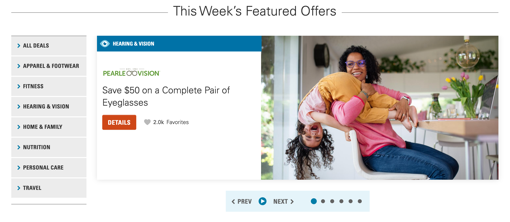 This Week's Featured Offers
ALL DEALS
APPAREL & FOOTWEAR
FITNESS
HEARING & VISION
HOME & FAMILY
NUTRITION
PERSONAL CARE
TRAVEL
HEARING & VISION
PEARLE VISION
Save $50 on a Complete Pair of
Eyeglasses
DETAILS
2.0k Favorites
PREV
NEXT